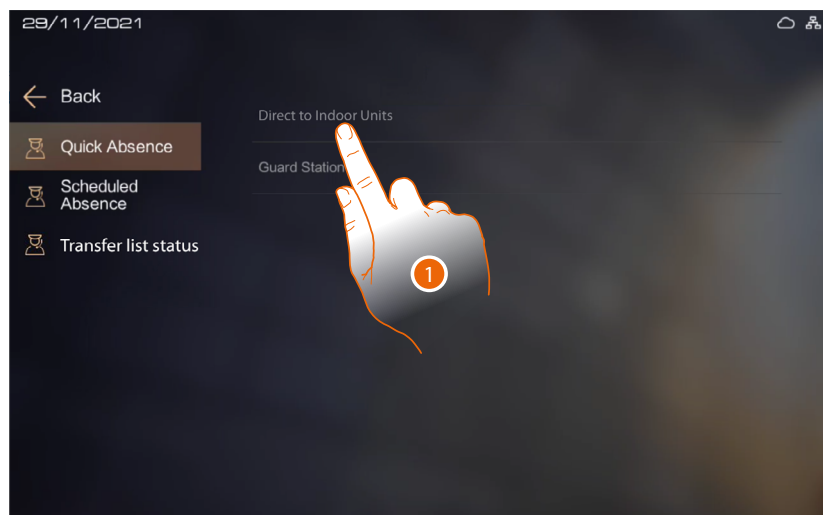 29/11/2021
Back
Direct to Indoor Units
Quick Absence
Guard Station
Scheduled
Absence
Transfer list status
1